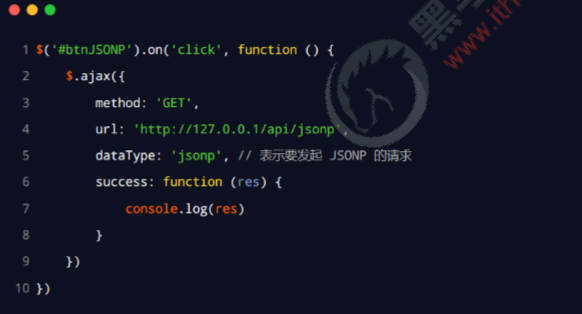 1 $('#btnJSONP').on('click', function () {
2 $.ajax({
3 method: 'GET',
4 url: 'http://127.0.0.1/api/jsonp',
5 dataType: 'jsonp', // 表示要发起 JSONP 的请求
6 success: function (res) {
7 console.log(res)
8 }
9 })
10 })
www.ith